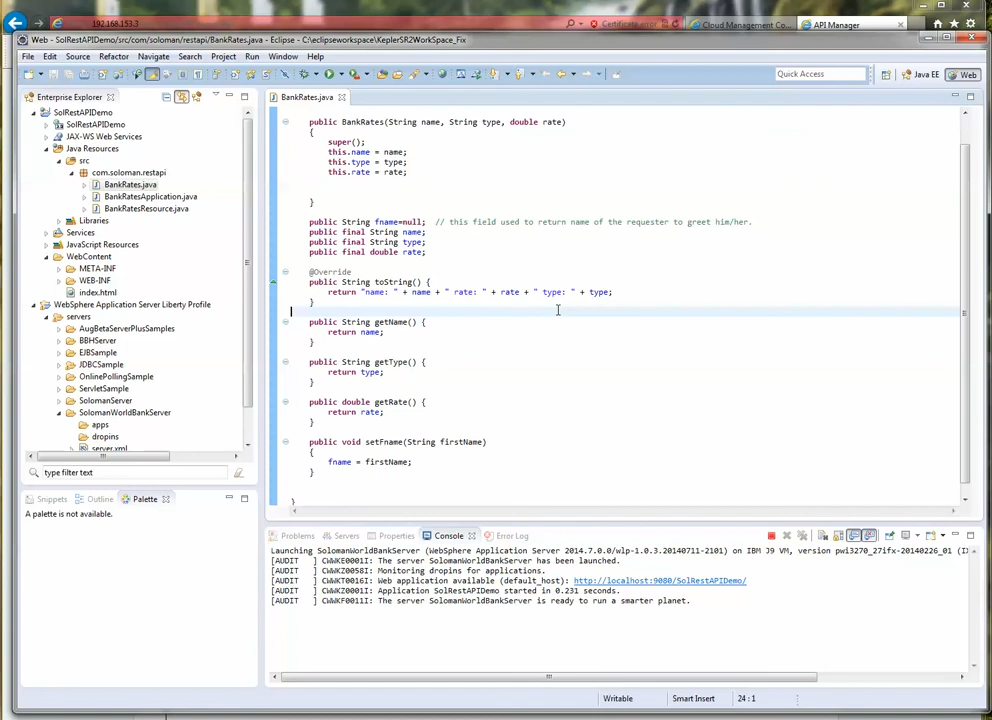 192.168.153.3
Certificate error
Cloud Management Co...
API Manager
Web - SolRestAPIDemo/src/com/soloman/restapi/BankRates.java - Eclipse - C:\eclipseworkspace\KeplerSR2WorkSpace_Fix
File Edit Source Refactor Navigate Search Project Run Window Help
Quick Access
Java EE
Web
Enterprise Explorer
SolRestAPIDemo
SolRestAPIDemo
JAX-WS Web Services
Java Resources
src
com.soloman.restapi
BankRates.java
BankRatesApplication.java
BankRatesResource.java
Libraries
Services
JavaScript Resources
WebContent
META-INF
WEB-INF
index.html
WebSphere Application Server Liberty Profile
servers
AugBetaServerPlusSamples
BBHServer
EJBSample
JDBCSample
OnlinePollingSample
ServletSample
SolomanServer
SolomanWorldBankServer
apps
dropins
server.xml
type filter text
Snippets Outline Palette
A palette is not available.
BankRates.java
public BankRates(String name, String type, double rate)
{
super();
this.name = name;
this.type = type;
this.rate = rate;
}
public String fname=null; // this field used to return name of the requester to greet him/her.
public final String name;
public final String type;
public final double rate;
@Override
public String toString() {
return "name: " + name + " rate: " + rate + " type: " + type;
}
public String getName() {
return name;
}
public String getType() {
return type;
}
public double getRate() {
return rate;
}
public void setFname(String firstName)
{
fname = firstName;
}
}
Problems Servers Properties Console Error Log
Launching SolomanWorldBankServer (WebSphere Application Server 2014.7.0.0/wlp-1.0.3.20140711-2101) on IBM J9 VM, version pwi3270_27ifx-20140226_01 (I
[AUDIT ] CWWKE0001I: The server SolomanWorldBankServer has been launched.
[AUDIT ] CWWKZ0058I: Monitoring dropins for applications.
[AUDIT ] CWWKT0016I: Web application available (default_host): http://localhost:9080/SolRestAPIDemo/
[AUDIT ] CWWKZ0001I: Application SolRestAPIDemo started in 0.231 seconds.
[AUDIT ] CWWKF0011I: The server SolomanWorldBankServer is ready to run a smarter planet.
Writable
Smart Insert
24 : 1